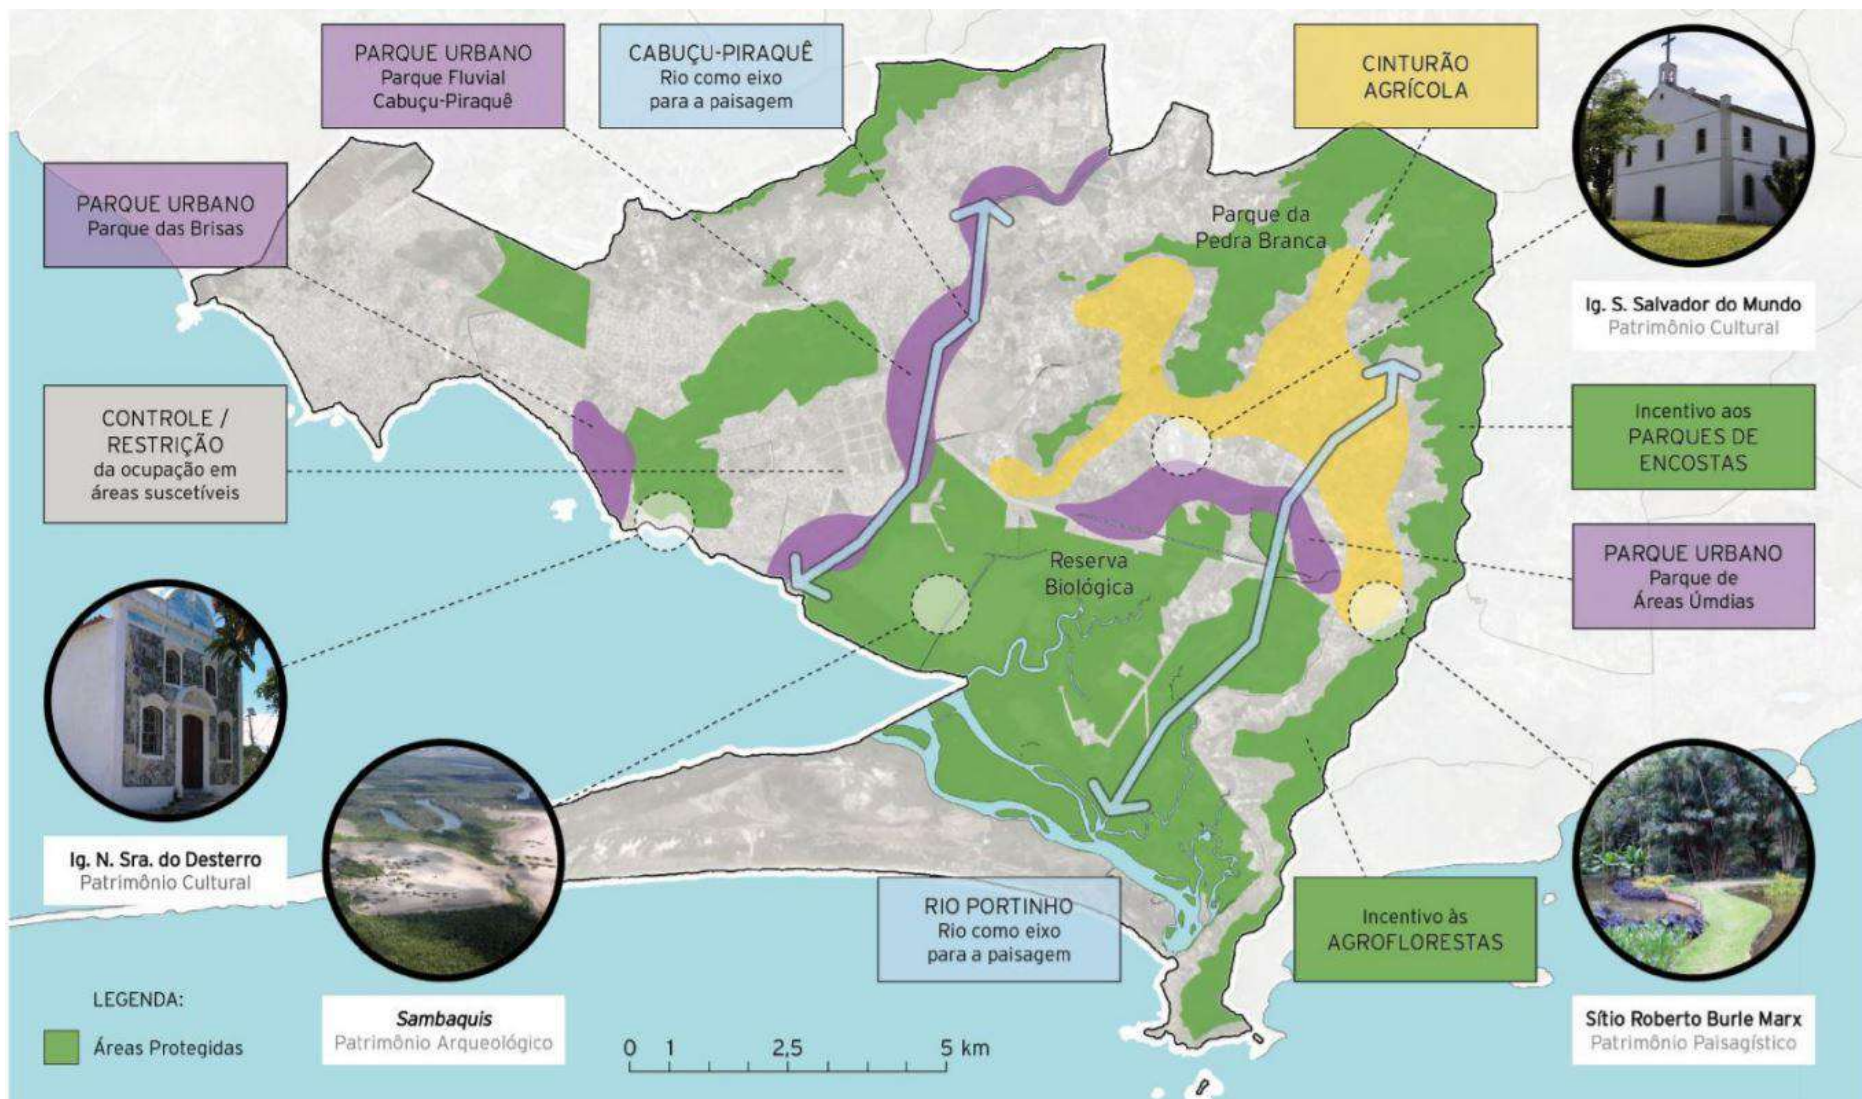 PARQUE URBANO
Parque Fluvial
Cabuçu-Piraquê
CABUÇU-PIRAQUÊ
Rio como eixo
para a paisagem
CINTURÃO
AGRÍCOLA
PARQUE URBANO
Parque das Brisas
Parque da
Pedra Branca
Ig. S. Salvador do Mundo
Patrimônio Cultural
CONTROLE /
RESTRIÇÃO
da ocupação em
áreas suscetíveis
Incentivo aos
PARQUES DE
ENCOSTAS
Reserva
Biológica
PARQUE URBANO
Parque de
Áreas Úmdias
Ig. N. Sra. do Desterro
Patrimônio Cultural
RIO PORTINHO
Rio como eixo
para a paisagem
Incentivo às
AGROFLORESTAS
LEGENDA:
Áreas Protegidas
Sambaquis
Patrimônio Arqueológico
0 1 2,5 5 km
Sítio Roberto Burle Marx
Patrimônio Paisagístico